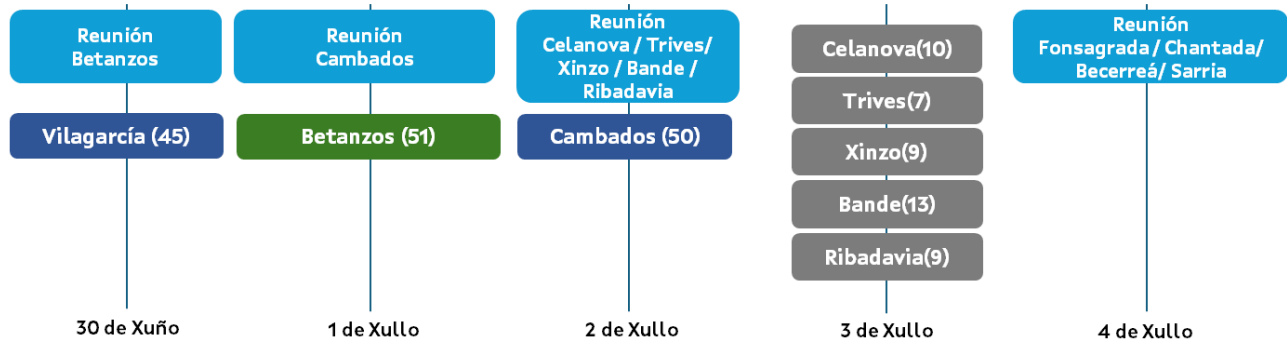 Reunión
Betanzos
Vilagarcía (45)
30 de Xuño
Reunión
Cambados
Betanzos (51)
1 de Xullo
Reunión
Celanova / Trives/
Xinzo / Bande /
Ribadavia
Cambados (50)
2 de Xullo
Celanova(10)
Trives(7)
Xinzo(9)
Bande(13)
Ribadavia(9)
3 de Xullo
Reunión
Fonsagrada / Chantada/
Becerreá/ Sarria
4 de Xullo